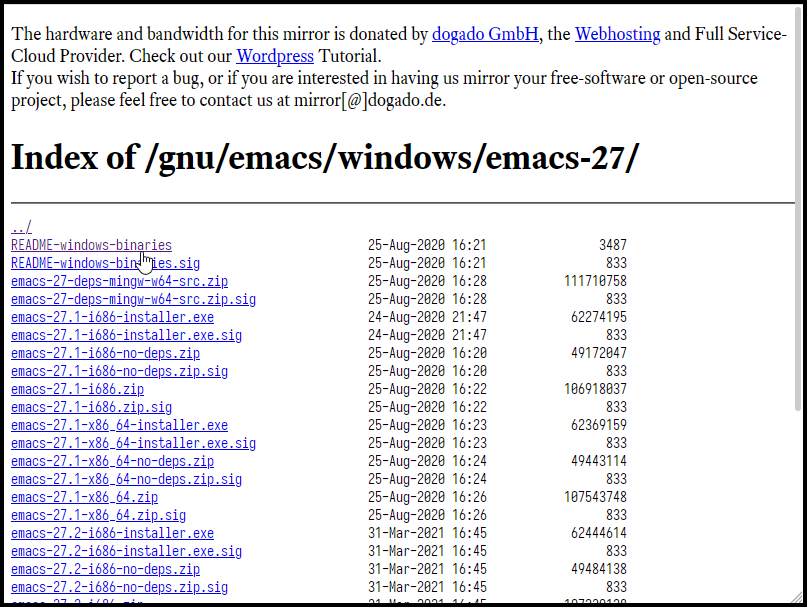 The hardware and bandwidth for this mirror is donated by dogado GmbH, the Webhosting and Full Service-
Cloud Provider. Check out our Wordpress Tutorial.
If you wish to report a bug, or if you are interested in having us mirror your free-software or open-source
project, please feel free to contact us at mirror[@]dogado.de.
Index of /gnu/emacs/windows/emacs-27/
../
README-windows-binaries 25-Aug-2020 16:21 3487
README-windows-binaries.sig 25-Aug-2020 16:21 833
emacs-27-deps-mingw-w64-src.zip 25-Aug-2020 16:28 111710758
emacs-27-deps-mingw-w64-src.zip.sig 25-Aug-2020 16:28 833
emacs-27.1-i686-installer.exe 24-Aug-2020 21:47 62274195
emacs-27.1-i686-installer.exe.sig 24-Aug-2020 21:47 833
emacs-27.1-i686-no-deps.zip 25-Aug-2020 16:20 49172047
emacs-27.1-i686-no-deps.zip.sig 25-Aug-2020 16:20 833
emacs-27.1-i686.zip 25-Aug-2020 16:22 106918037
emacs-27.1-i686.zip.sig 25-Aug-2020 16:22 833
emacs-27.1-x86_64-installer.exe 25-Aug-2020 16:23 62369159
emacs-27.1-x86_64-installer.exe.sig 25-Aug-2020 16:23 833
emacs-27.1-x86_64-no-deps.zip 25-Aug-2020 16:24 49443114
emacs-27.1-x86_64-no-deps.zip.sig 25-Aug-2020 16:24 833
emacs-27.1-x86_64.zip 25-Aug-2020 16:26 107543748
emacs-27.1-x86_64.zip.sig 25-Aug-2020 16:26 833
emacs-27.2-i686-installer.exe 31-Mar-2021 16:45 62444614
emacs-27.2-i686-installer.exe.sig 31-Mar-2021 16:45 833
emacs-27.2-i686-no-deps.zip 31-Mar-2021 16:45 49484138
emacs-27.2-i686-no-deps.zip.sig 31-Mar-2021 16:45 833